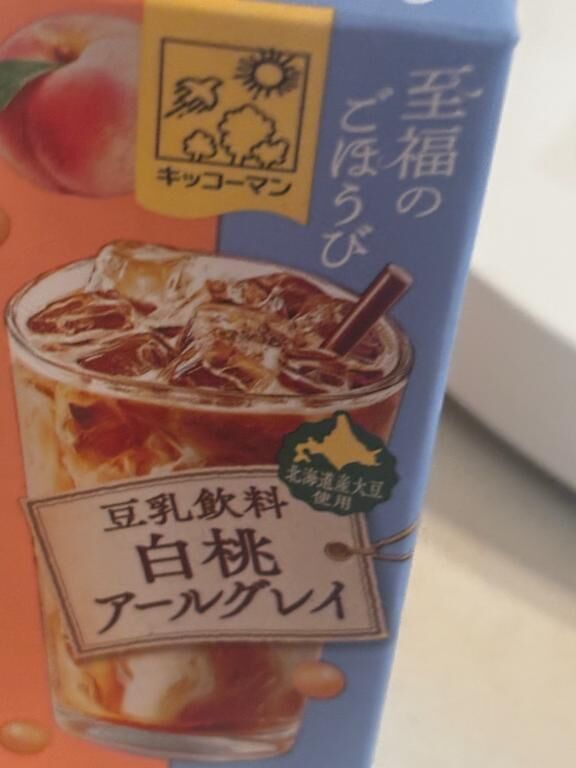 至福の
ごほうび
キッコーマン
北海道産大豆
使用
豆乳飲料
白桃
アールグレイ